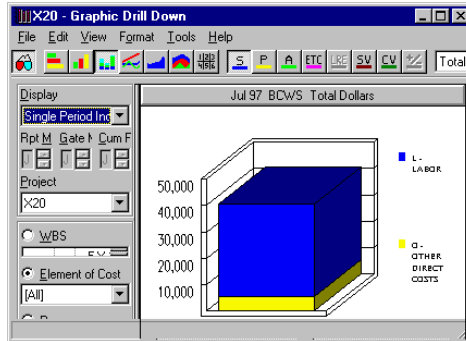 X20 - Graphic Drill Down
File Edit View Format Tools Help
S P A ETC LRE SV CV +/- Total
Display
Single Period Inc
Rpt M Gate M Cum F
Project
X20
WBS
Element of Cost
[All]
Jul 97 BCWS Total Dollars
50,000
40,000
30,000
20,000
10,000
L -
LABOR
O -
OTHER
DIRECT
COSTS